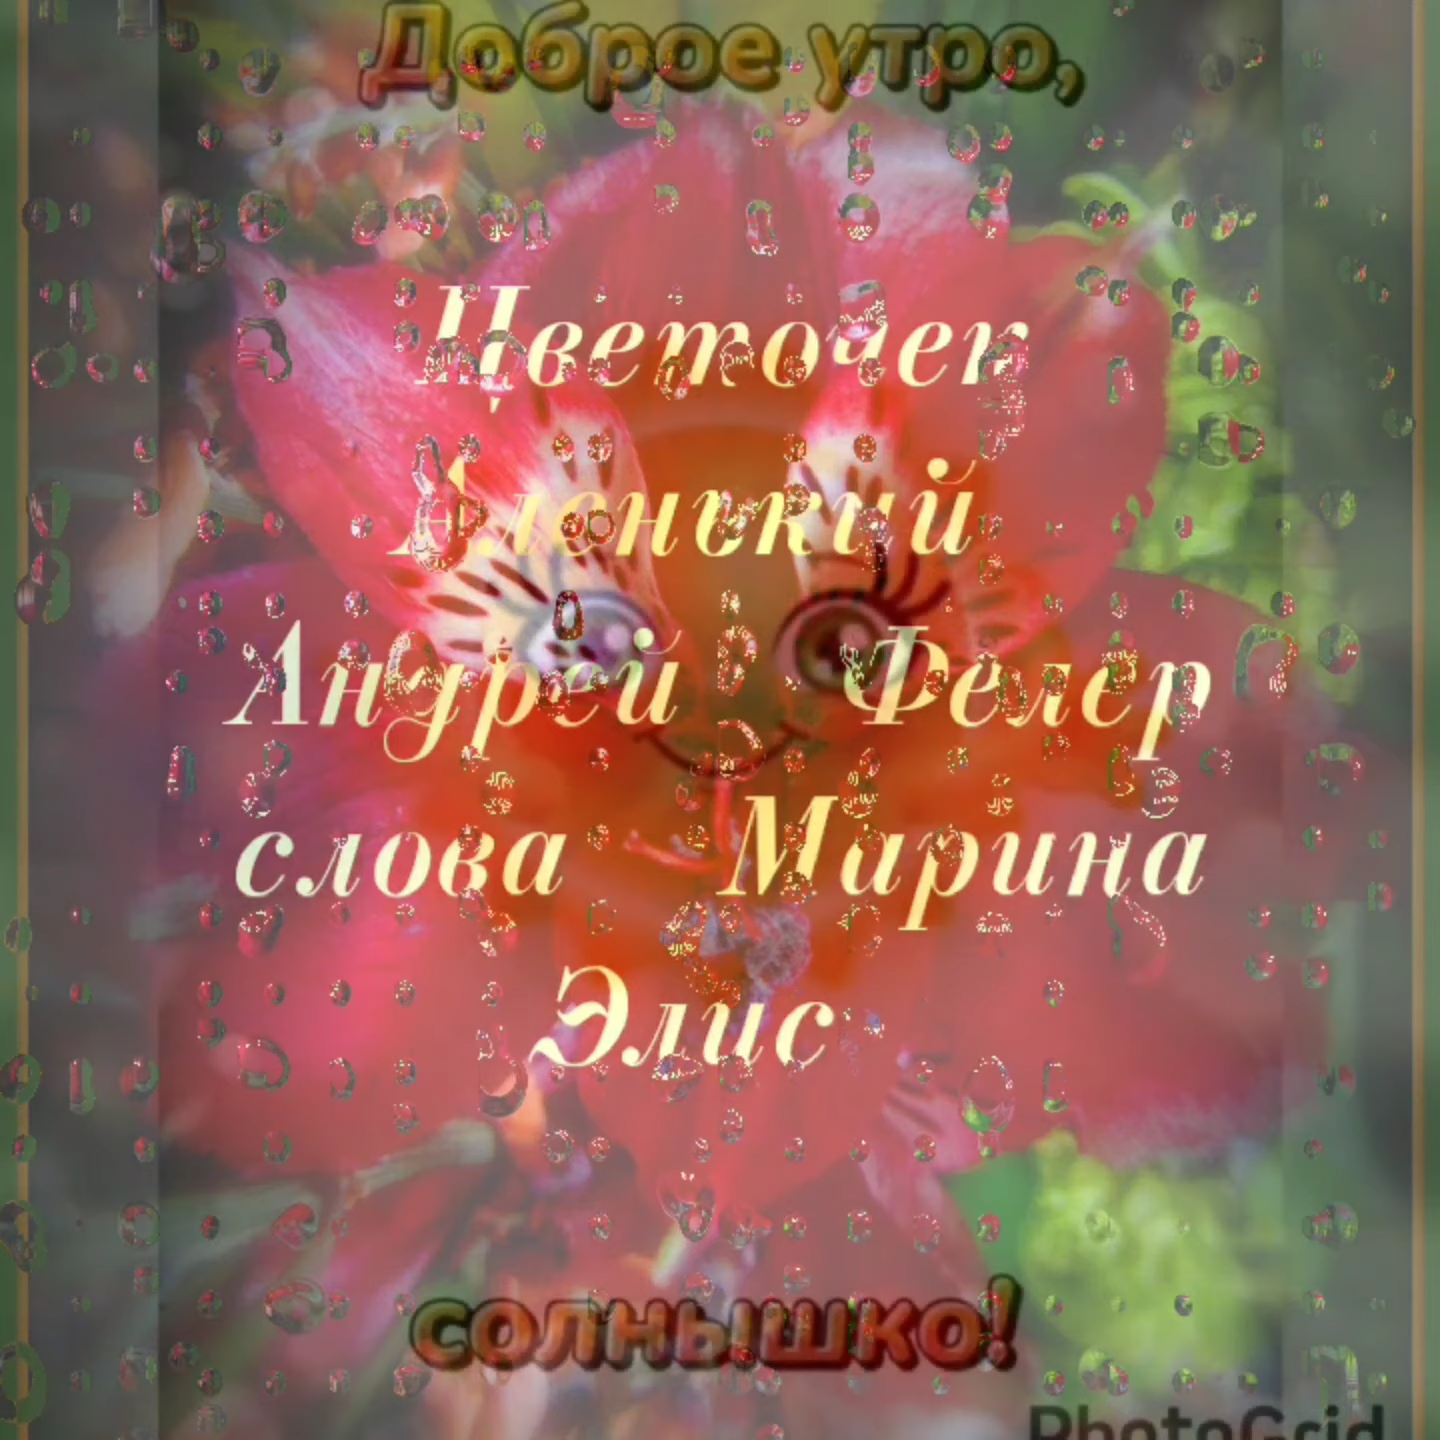 Доброе утро,
Цветочек
Аленький
Андрей Фелер
слова Марина
Элис
солнышко!
PhotoGrid